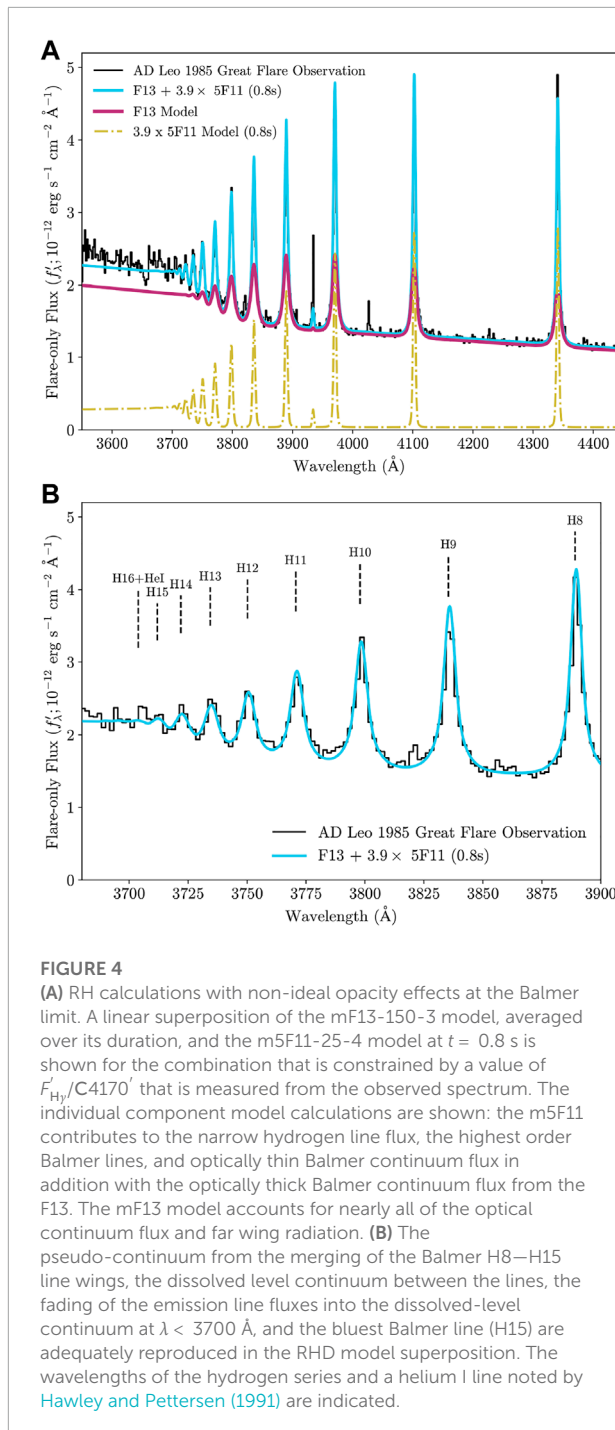 A
AD Leo 1985 Great Flare Observation
F13 + 3.9× 5F11 (0.8s)
F13 Model
3.9 x 5F11 Model (0.8s)
Flare-only Flux (f′λ; 10⁻¹² erg s⁻¹ cm⁻² Å⁻¹)
5
4
3
2
1
0
3600 3700 3800 3900 4000 4100 4200 4300 4400
Wavelength (Å)
B
Flare-only Flux (f′λ; 10⁻¹² erg s⁻¹ cm⁻² Å⁻¹)
5
4
3
2
1
0
H16+HeI
H15
H14
H13
H12
H11
H10
H9
H8
AD Leo 1985 Great Flare Observation
F13 + 3.9× 5F11 (0.8s)
3700 3725 3750 3775 3800 3825 3850 3875 3900
Wavelength (Å)
FIGURE 4
(A) RH calculations with non-ideal opacity effects at the Balmer
limit. A linear superposition of the mF13-150-3 model, averaged
over its duration, and the m5F11-25-4 model at t = 0.8 s is
shown for the combination that is constrained by a value of
F′Hγ/C4170′ that is measured from the observed spectrum. The
individual component model calculations are shown: the m5F11
contributes to the narrow hydrogen line flux, the highest order
Balmer lines, and optically thin Balmer continuum flux in
addition with the optically thick Balmer continuum flux from the
F13. The mF13 model accounts for nearly all of the optical
continuum flux and far wing radiation. (B) The
pseudo-continuum from the merging of the Balmer H8—H15
line wings, the dissolved level continuum between the lines, the
fading of the emission line fluxes into the dissolved-level
continuum at λ < 3700 Å, and the bluest Balmer line (H15) are
adequately reproduced in the RHD model superposition. The
wavelengths of the hydrogen series and a helium I line noted by
Hawley and Pettersen (1991) are indicated.